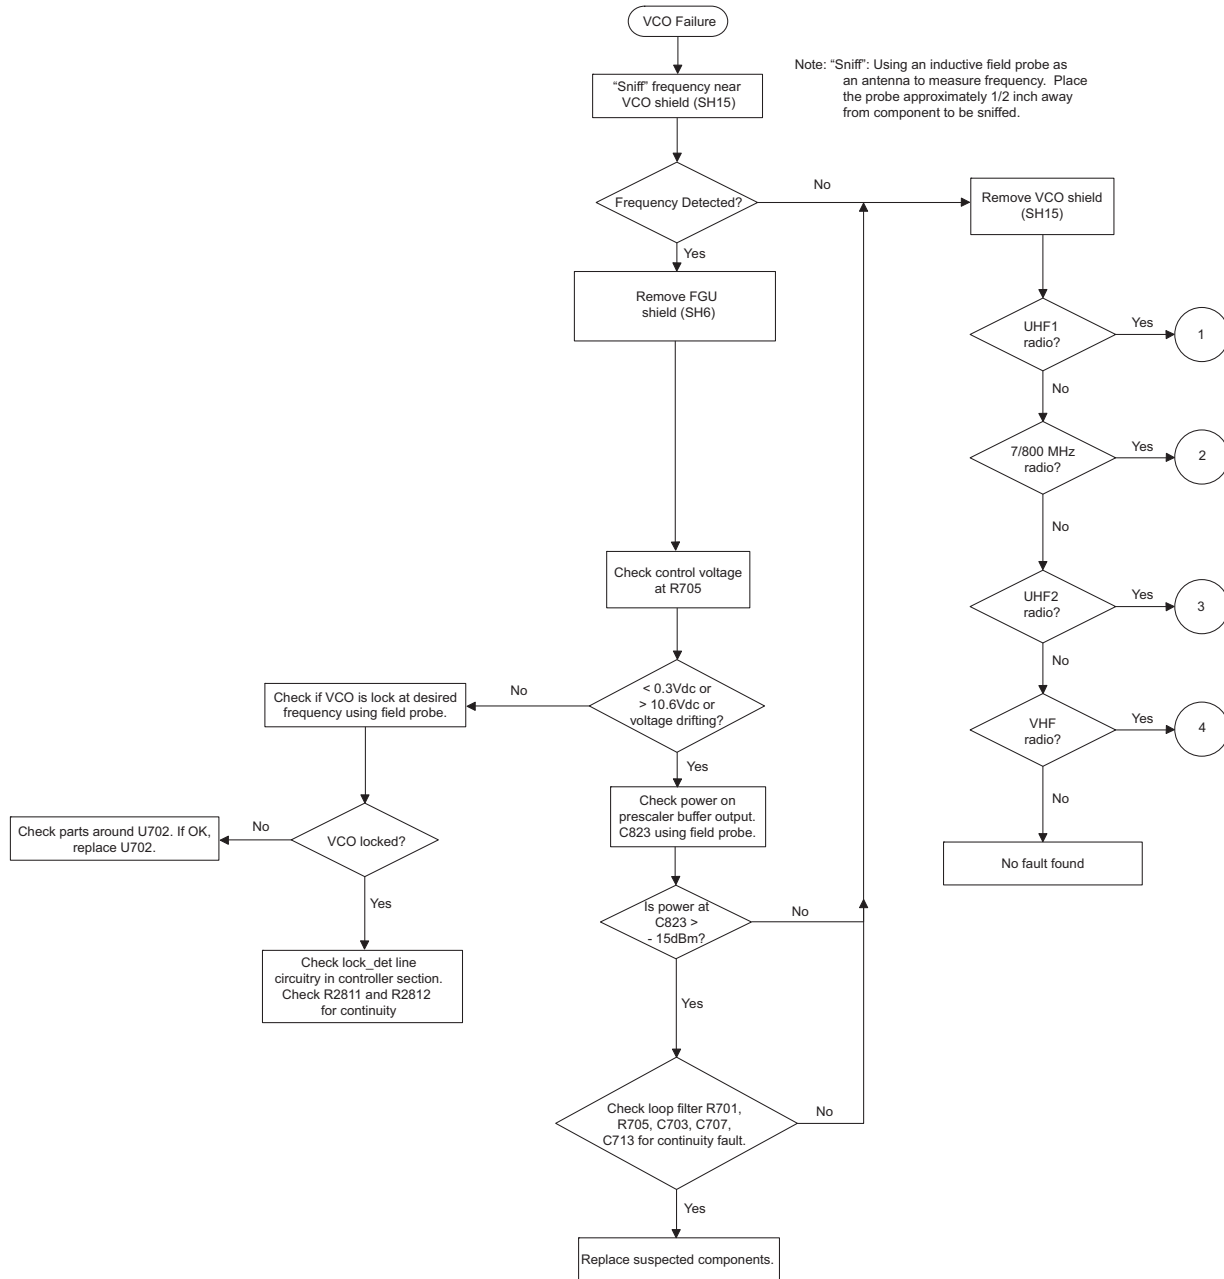 VCO Failure
Note: “Sniff”: Using an inductive field probe as
an antenna to measure frequency. Place
the probe approximately 1/2 inch away
from component to be sniffed.
“Sniff” frequency near
VCO shield (SH15)
Frequency Detected?
No
Yes
Remove VCO shield
(SH15)
Remove FGU
shield (SH6)
UHF1
radio?
Yes
1
No
7/800 MHz
radio?
Yes
2
No
Check control voltage
at R705
UHF2
radio?
Yes
3
No
< 0.3Vdc or
> 10.6Vdc or
voltage drifting?
No
Yes
Check if VCO is lock at desired
frequency using field probe.
VHF
radio?
Yes
4
No
Check power on
prescaler buffer output.
C823 using field probe.
VCO locked?
No
Check parts around U702. If OK,
replace U702.
Yes
No fault found
Is power at
C823 >
- 15dBm?
No
Yes
Check lock_det line
circuitry in controller section.
Check R2811 and R2812
for continuity
Check loop filter R701,
R705, C703, C707,
C713 for continuity fault.
No
Yes
Replace suspected components.